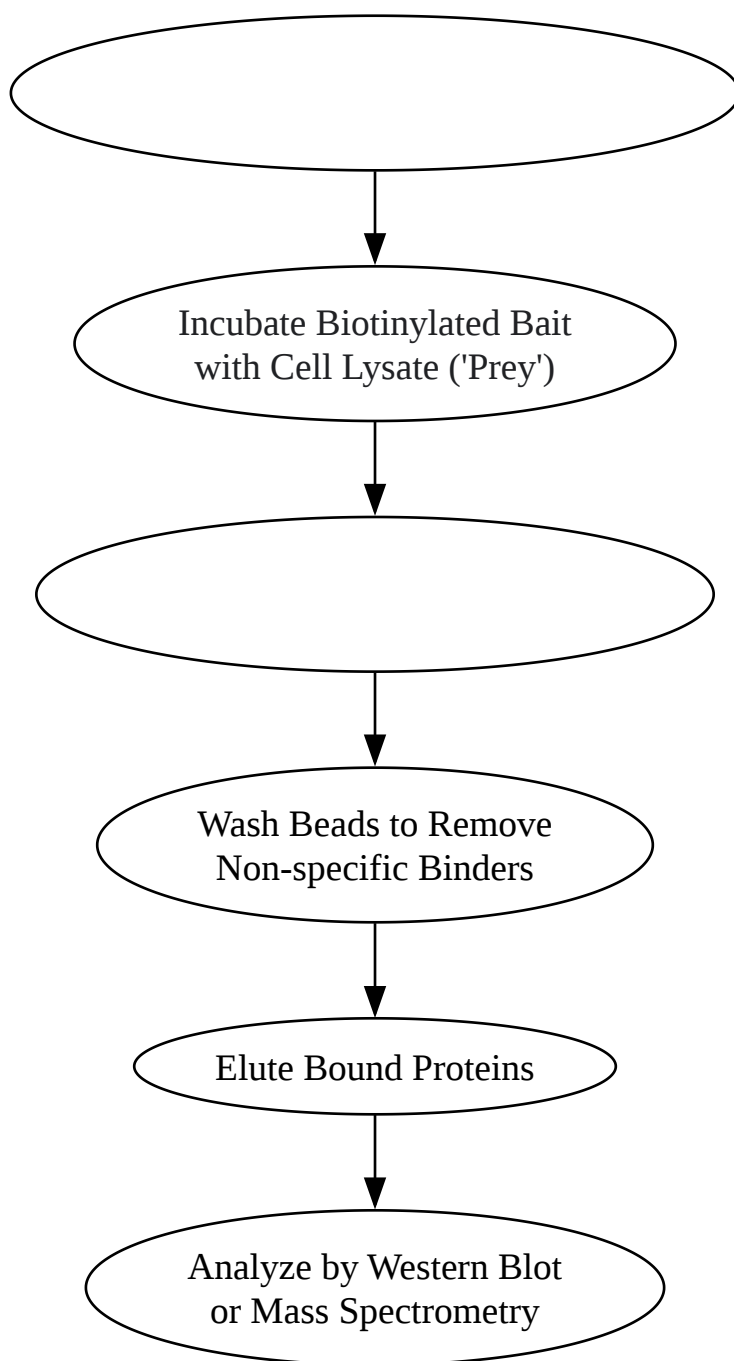 Incubate Biotinylated Bait
with Cell Lysate ('Prey')
Wash Beads to Remove
Non-specific Binders
Elute Bound Proteins
Analyze by Western Blot
or Mass Spectrometry